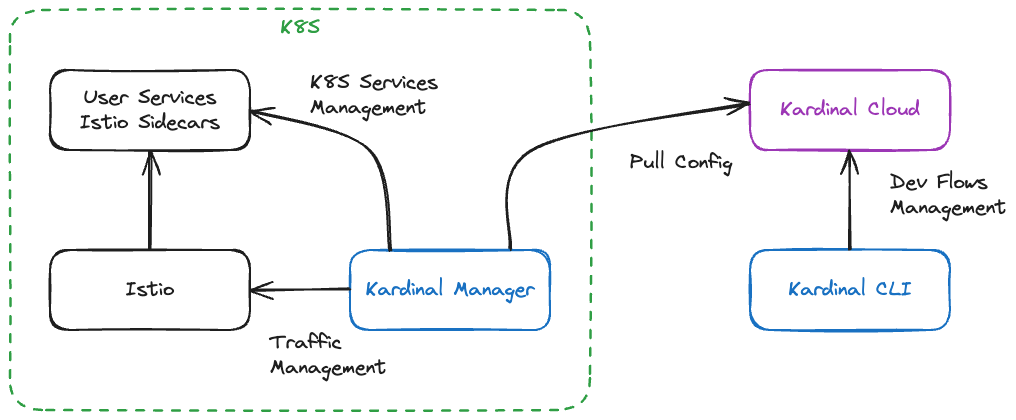 K8S
User Services
Istio Sidecars
K8S Services
Management
Kardinal Cloud
Pull Config
Dev Flows
Management
Istio
Kardinal Manager
Kardinal CLI
Traffic
Management